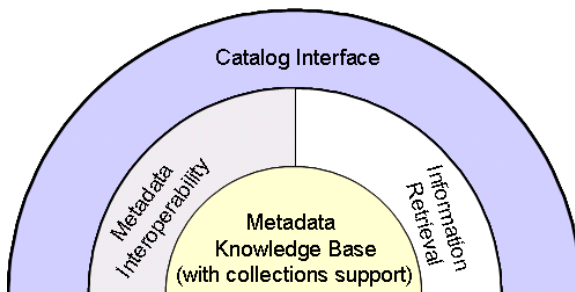 Catalog Interface
Metadata
Interoperability
Information
Retrieval
Metadata
Knowledge Base
(with collections support)